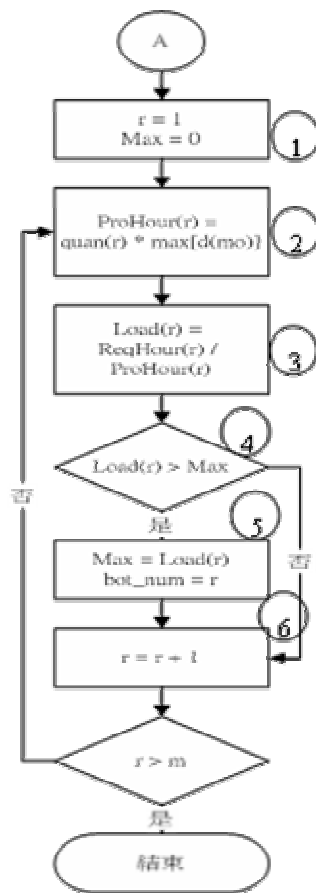 A
r = 1
Max = 0
1
ProHour(r) =
quan(r) * max{d(mo)}
2
Load(r) =
ReqHour(r) /
ProHour(r)
3
4
Load(r) > Max
是
否
5
Max = Load(r)
bot_num = r
否
6
r = r + 1
r > m
是
結束